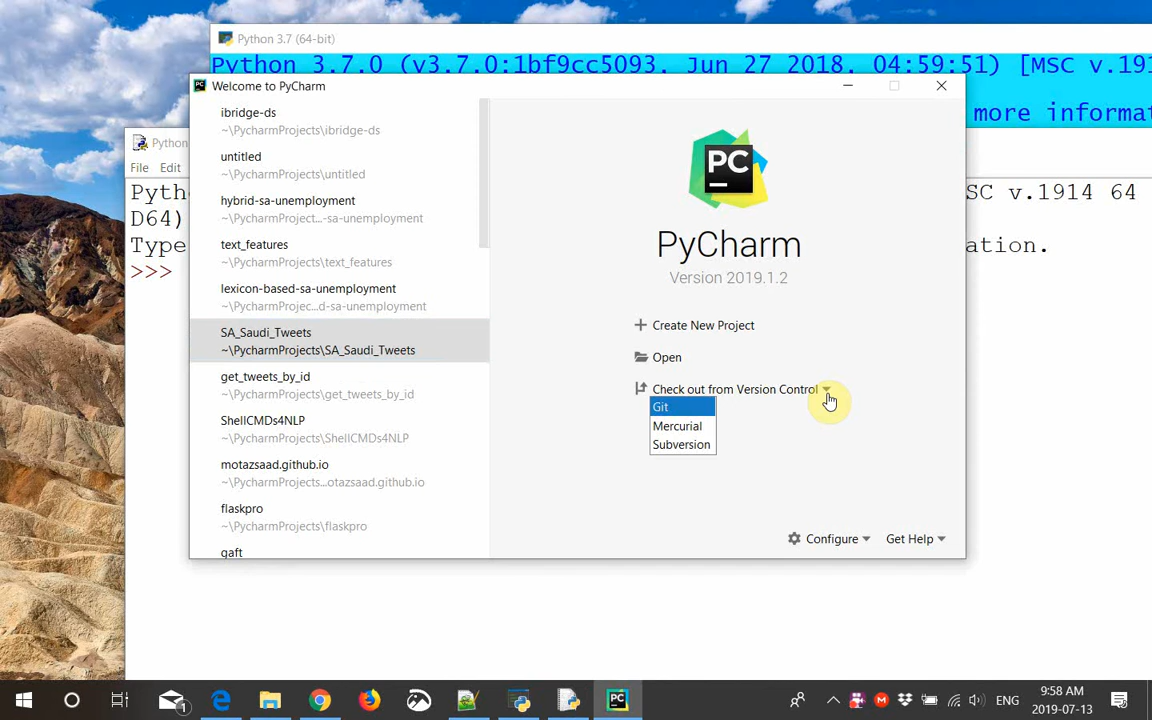 Python 3.7 (64-bit)
Python 3.7.0 (v3.7.0:1bf9cc5093, Jun 27 2018, 04:59:51) [MSC v.191
more informat
Welcome to PyCharm
Python
File Edit
SC v.1914 64
D64)
Type
ation.
>>>
ibridge-ds
~\PycharmProjects\ibridge-ds
untitled
~\PycharmProjects\untitled
hybrid-sa-unemployment
~\PycharmProject...-sa-unemployment
text_features
~\PycharmProjects\text_features
lexicon-based-sa-unemployment
~\PycharmProjec...d-sa-unemployment
SA_Saudi_Tweets
~\PycharmProjects\SA_Saudi_Tweets
get_tweets_by_id
~\PycharmProjects\get_tweets_by_id
ShellCMDs4NLP
~\PycharmProjects\ShellCMDs4NLP
motazsaad.github.io
~\PycharmProjects...otazsaad.github.io
flaskpro
~\PycharmProjects\flaskpro
gaft
PC
PyCharm
Version 2019.1.2
Create New Project
Open
Check out from Version Control
Git
Mercurial
Subversion
Configure
Get Help
1
PC
ENG
9:58 AM
2019-07-13